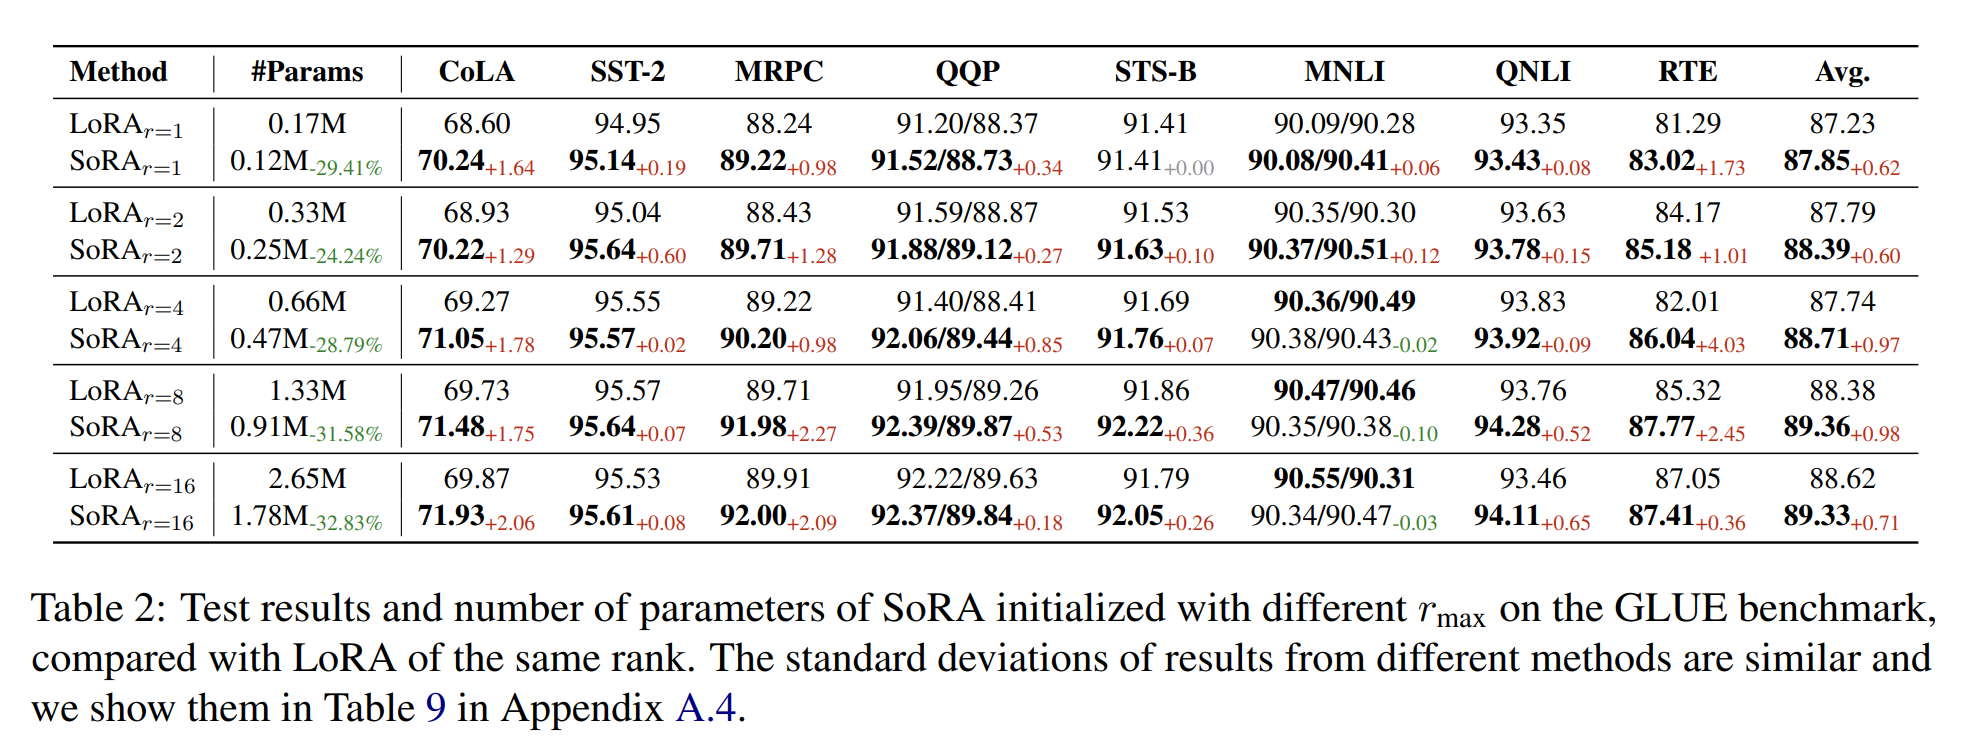 Method #Params CoLA SST-2 MRPC QQP STS-B MNLI QNLI RTE Avg.
LoRAr=1 0.17M 68.60 94.95 88.24 91.20/88.37 91.41 90.09/90.28 93.35 81.29 87.23
SoRAr=1 0.12M-29.41% 70.24+1.64 95.14+0.19 89.22+0.98 91.52/88.73+0.34 91.41+0.00 90.08/90.41+0.06 93.43+0.08 83.02+1.73 87.85+0.62
LoRAr=2 0.33M 68.93 95.04 88.43 91.59/88.87 91.53 90.35/90.30 93.63 84.17 87.79
SoRAr=2 0.25M-24.24% 70.22+1.29 95.64+0.60 89.71+1.28 91.88/89.12+0.27 91.63+0.10 90.37/90.51+0.12 93.78+0.15 85.18 +1.01 88.39+0.60
LoRAr=4 0.66M 69.27 95.55 89.22 91.40/88.41 91.69 90.36/90.49 93.83 82.01 87.74
SoRAr=4 0.47M-28.79% 71.05+1.78 95.57+0.02 90.20+0.98 92.06/89.44+0.85 91.76+0.07 90.38/90.43-0.02 93.92+0.09 86.04+4.03 88.71+0.97
LoRAr=8 1.33M 69.73 95.57 89.71 91.95/89.26 91.86 90.47/90.46 93.76 85.32 88.38
SoRAr=8 0.91M-31.58% 71.48+1.75 95.64+0.07 91.98+2.27 92.39/89.87+0.53 92.22+0.36 90.35/90.38-0.10 94.28+0.52 87.77+2.45 89.36+0.98
LoRAr=16 2.65M 69.87 95.53 89.91 92.22/89.63 91.79 90.55/90.31 93.46 87.05 88.62
SoRAr=16 1.78M-32.83% 71.93+2.06 95.61+0.08 92.00+2.09 92.37/89.84+0.18 92.05+0.26 90.34/90.47-0.03 94.11+0.65 87.41+0.36 89.33+0.71
Table 2: Test results and number of parameters of SoRA initialized with different rmax on the GLUE benchmark,
compared with LoRA of the same rank. The standard deviations of results from different methods are similar and
we show them in Table 9 in Appendix A.4.